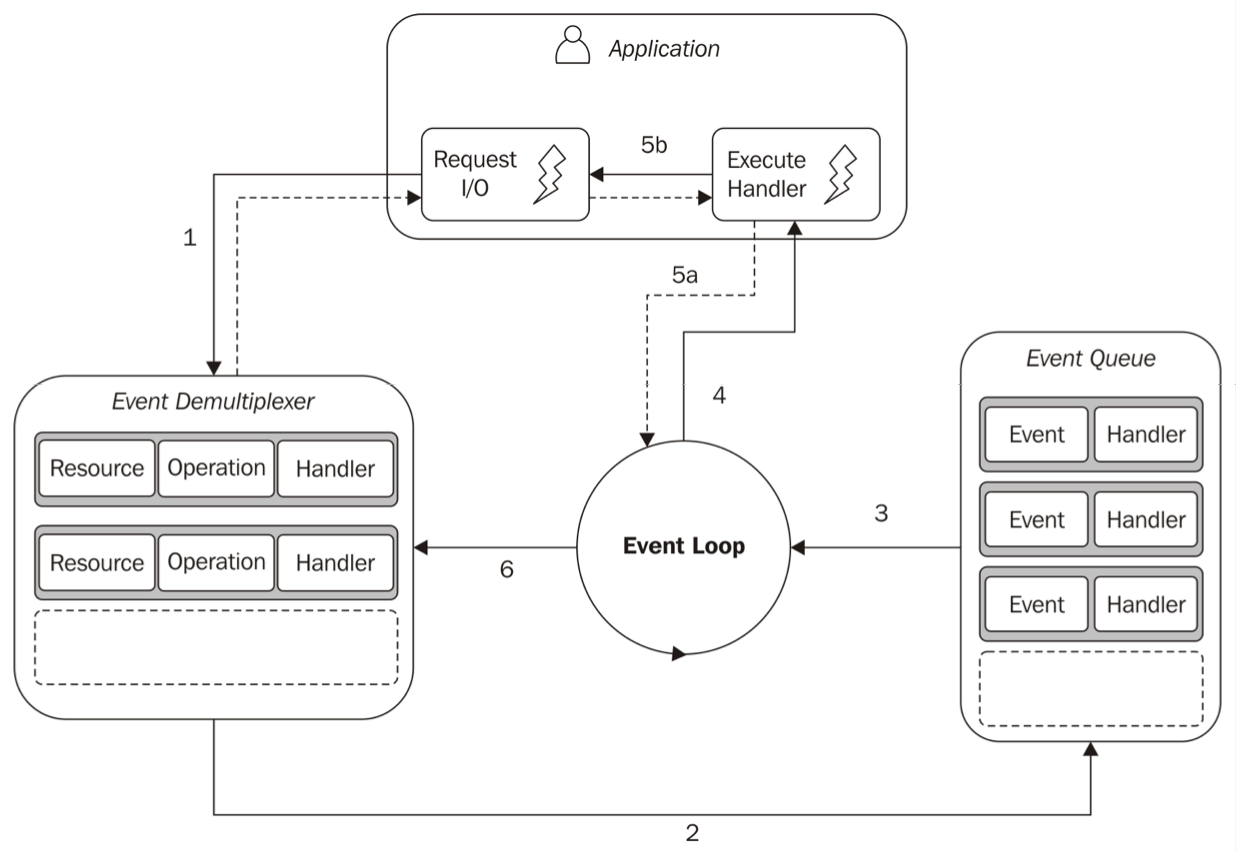 Application
Request
I/O
5b
Execute
Handler
1
5a
4
Event Demultiplexer
Resource Operation Handler
Resource Operation Handler
Event Loop
6
3
Event Queue
Event Handler
Event Handler
Event Handler
2